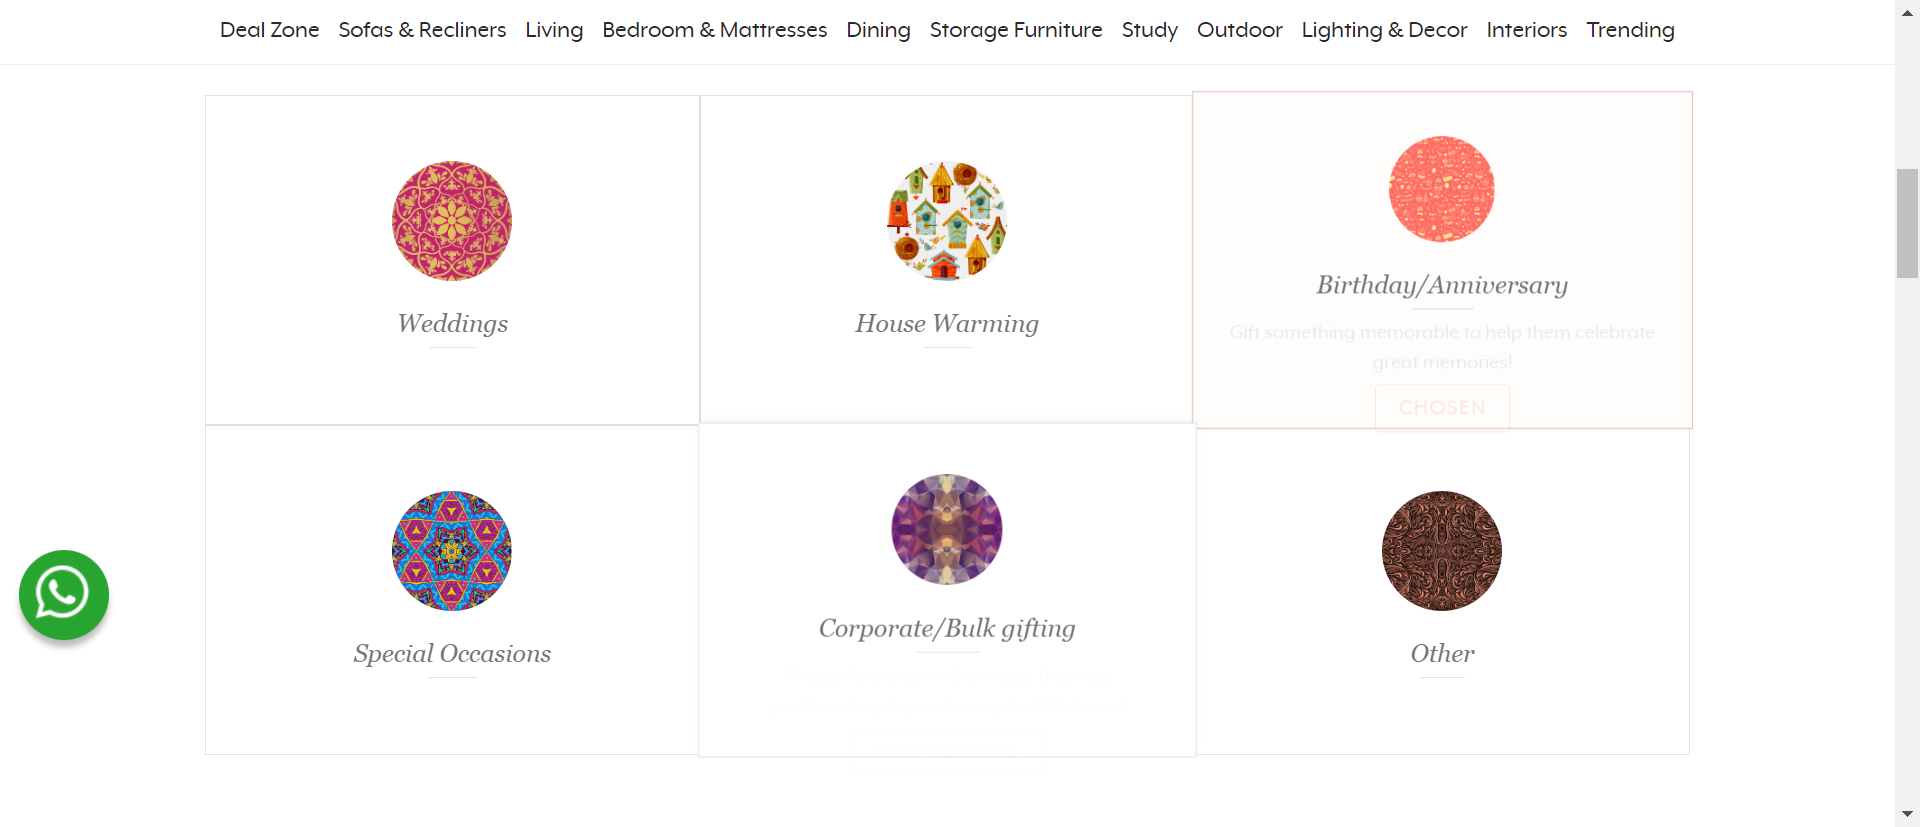 Deal Zone Sofas & Recliners Living Bedroom & Mattresses Dining Storage Furniture Study Outdoor Lighting & Decor Interiors Trending
Weddings
House Warming
Birthday/Anniversary
Gift something memorable to help them celebrate
great memories!
CHOSEN
Special Occasions
Corporate/Bulk gifting
Other